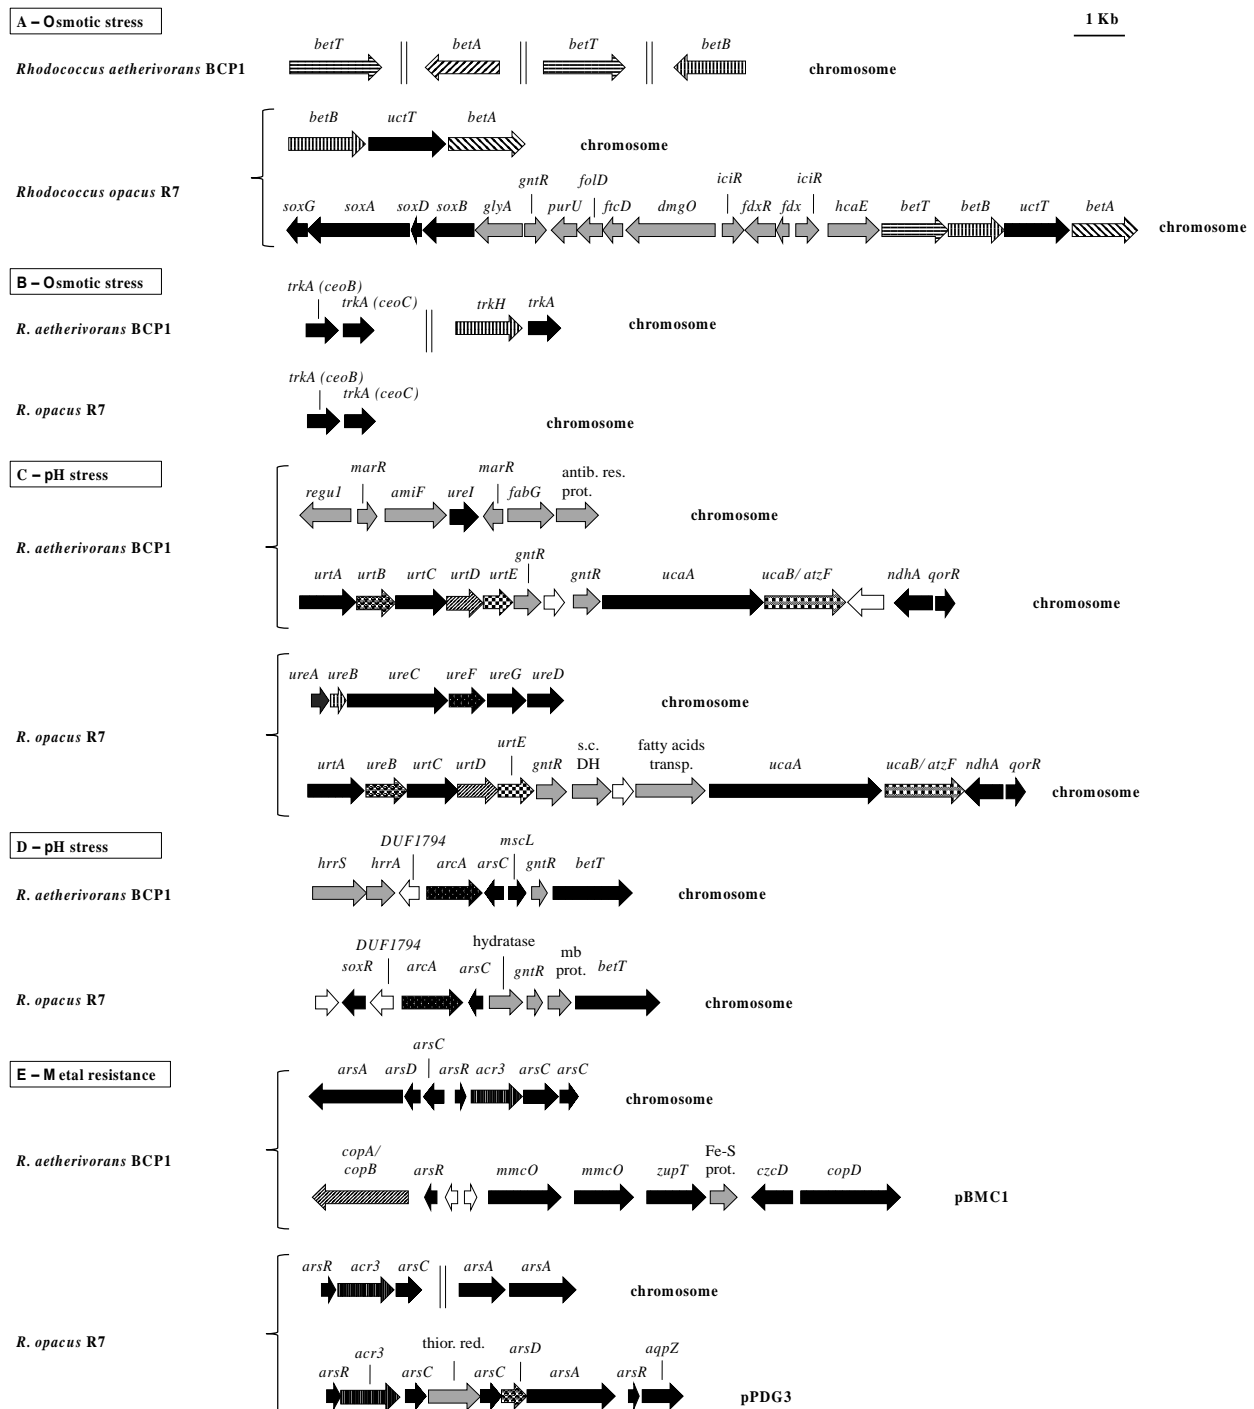 A – Osmotic stress
1 Kb
betT betA betT betB
Rhodococcus aetherivorans BCP1
chromosome
betB uctT betA
chromosome
Rhodococcus opacus R7
gntR folD iciR iciR
soxG soxA soxD soxB glyA purU ftcD dmgO fdxR fdx hcaE betT betB uctT betA
chromosome
B – Osmotic stress
trkA (ceoB)
trkA (ceoC) trkH trkA
R. aetherivorans BCP1
chromosome
trkA (ceoB)
trkA (ceoC)
R. opacus R7
chromosome
C – pH stress
marR marR antib. res.
regu1 amiF ureI fabG prot.
chromosome
R. aetherivorans BCP1
gntR
urtA urtB urtC urtD urtE gntR ucaA ucaB/ atzF ndhA qorR
chromosome
ureA ureB ureC ureF ureG ureD
chromosome
R. opacus R7
urtE s.c. fatty acids
urtA ureB urtC urtD gntR DH transp. ucaA ucaB/ atzF ndhA qorR
chromosome
D – pH stress
DUF1794 mscL
hrrS hrrA arcA arsC gntR betT
R. aetherivorans BCP1
chromosome
DUF1794 hydratase mb
soxR arcA arsC gntR prot. betT
R. opacus R7
chromosome
arsC
E – Metal resistance
arsA arsD arsR acr3 arsC arsC
chromosome
R. aetherivorans BCP1
copA/ Fe-S
copB arsR mmcO mmcO zupT prot. czcD copD
pBMC1
arsR acr3 arsC arsA arsA
chromosome
R. opacus R7
thior. red.
acr3 arsD aqpZ
arsR arsC arsC arsA arsR
pPDG3